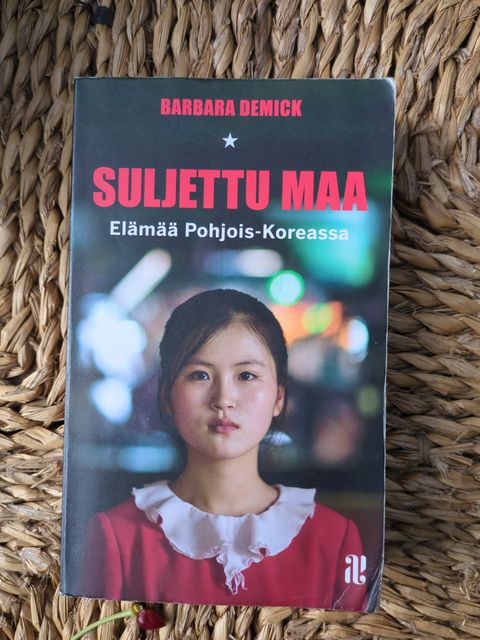 BARBARA DEMICK
SULJETTU MAA
Elämää Pohjois-Koreassa